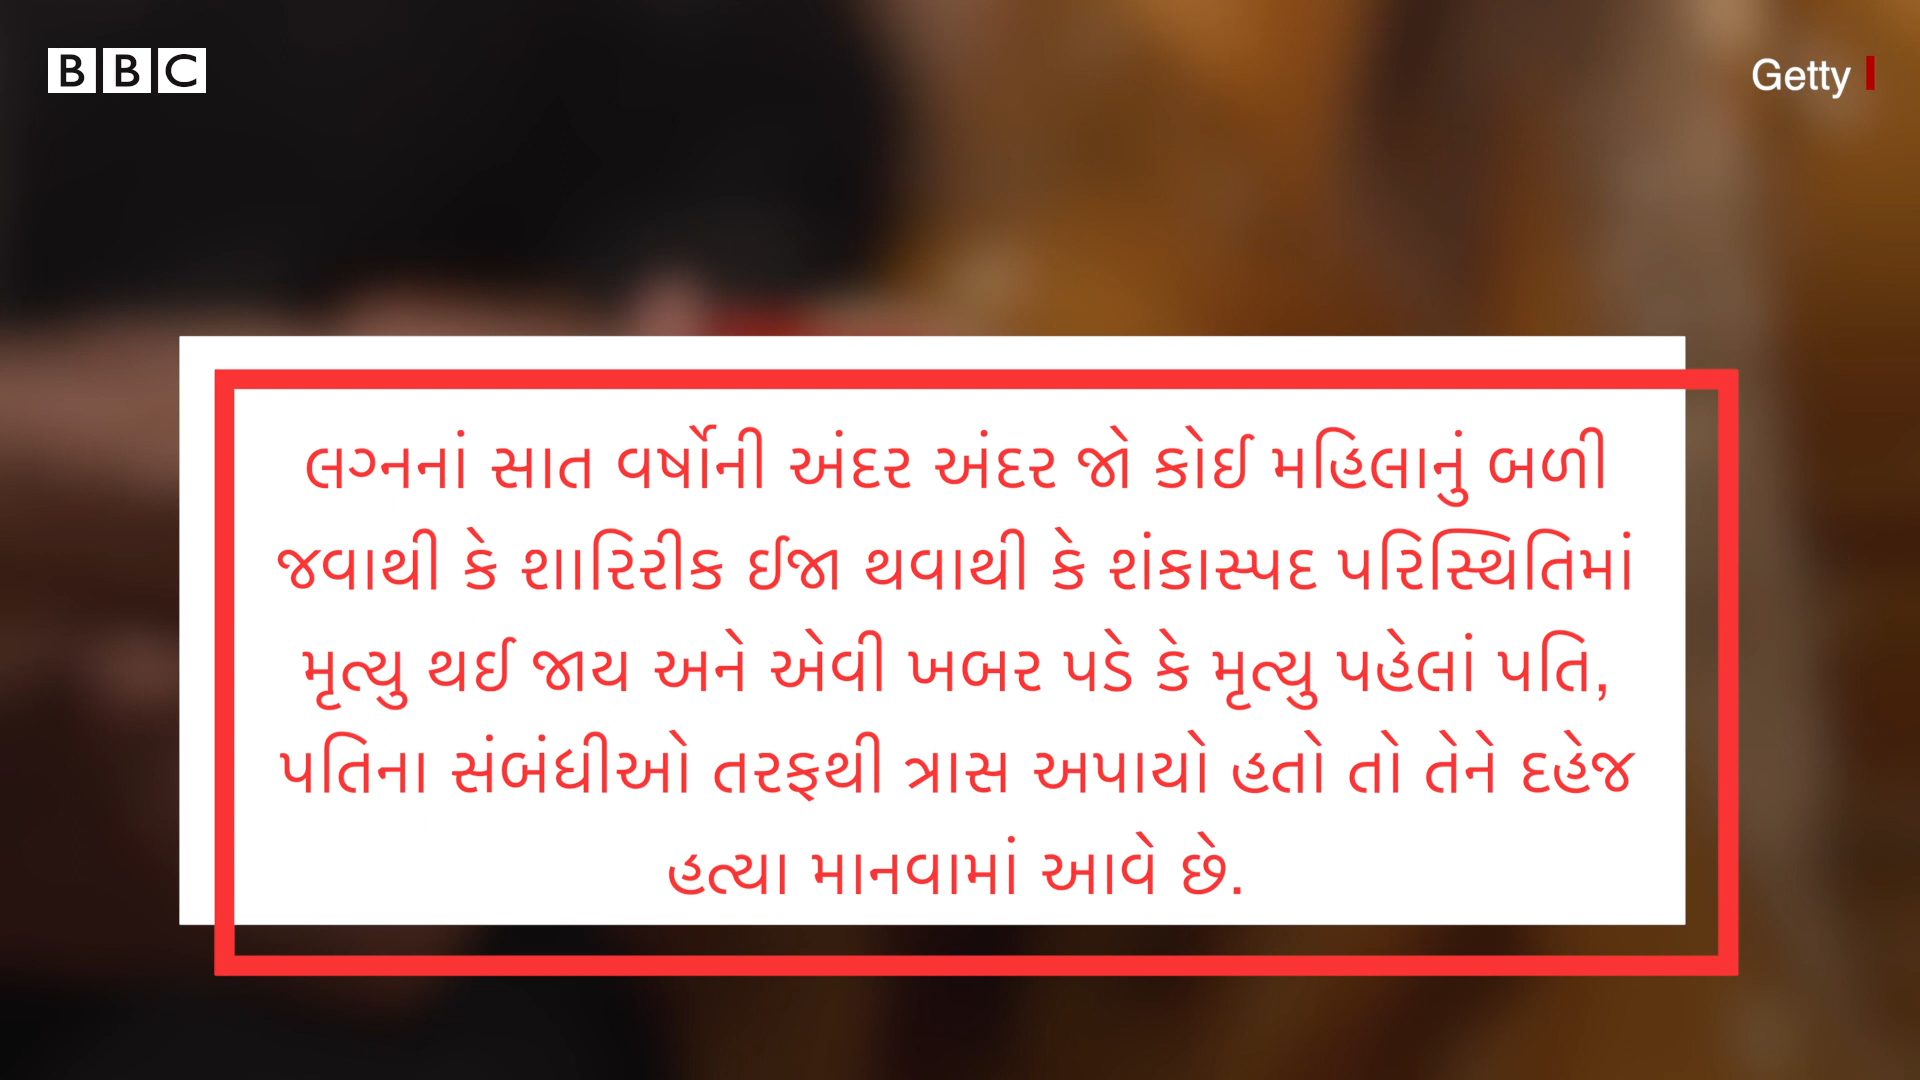 BBC
Getty
લગ્નનાં સાત વર્ષોની અંદર અંદર જો કોઈ મહિલાનું બળી
જવાથી કે શારિરીક ઈજા થવાથી કે શંકાસ્પદ પરિસ્થિતિમાં
મૃત્યુ થઈ જાય અને એવી ખબર પડે કે મૃત્યુ પહેલાં પતિ,
પતિના સંબંધીઓ તરફથી ત્રાસ અપાયો હતો તો તેને દહેજ
હત્યા માનવામાં આવે છે.